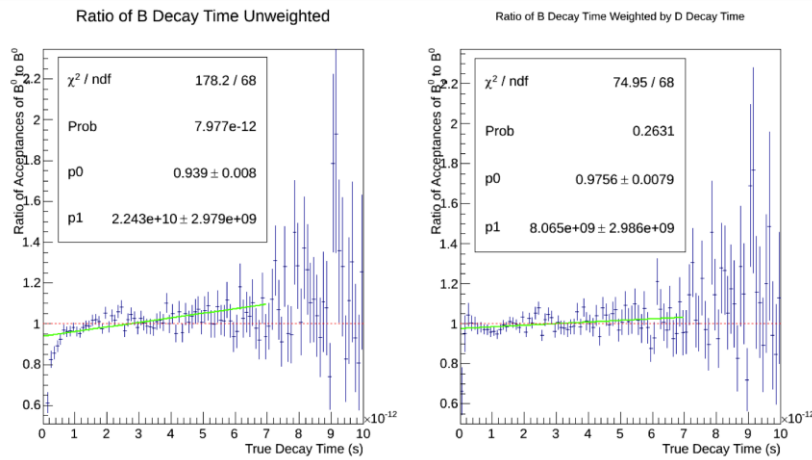 Ratio of B Decay Time Unweighted
Ratio of Acceptances of B⁰ to B⁰
χ² / ndf 178.2 / 68
Prob 7.977e-12
p0 0.939 ± 0.008
p1 2.243e+10 ± 2.979e+09
2.2
2
1.8
1.6
1.4
1.2
1
0.8
0.6
0 1 2 3 4 5 6 7 8 9 10
×10⁻¹²
True Decay Time (s)
Ratio of B Decay Time Weighted by D Decay Time
Ratio of Acceptances of B⁰ to B⁰
χ² / ndf 74.95 / 68
Prob 0.2631
p0 0.9756 ± 0.0079
p1 8.065e+09 ± 2.986e+09
2.2
2
1.8
1.6
1.4
1.2
1
0.8
0.6
0 1 2 3 4 5 6 7 8 9 10
×10⁻¹²
True Decay Time (s)